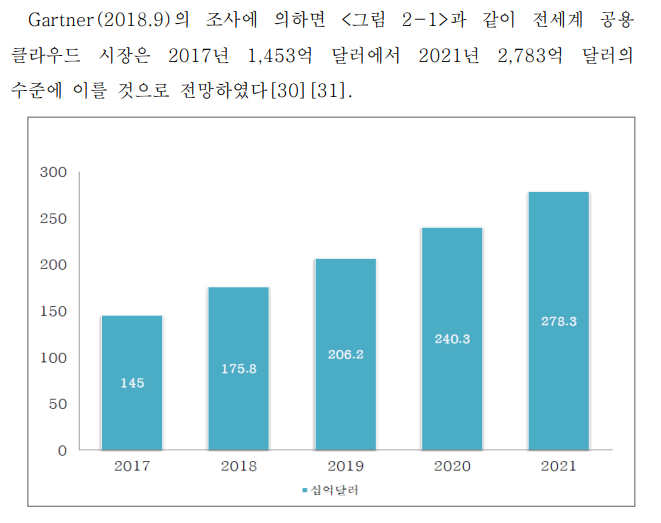 Gartner(2018.9)의 조사에 의하면 <그림 2-1>과 같이 전세계 공용
클라우드 시장은 2017년 1,453억 달러에서 2021년 2,783억 달러의
수준에 이를 것으로 전망하였다[30][31].
300
250
200
150
100
50
0
145
175.8
206.2
240.3
278.3
2017 2018 2019 2020 2021
십억달러